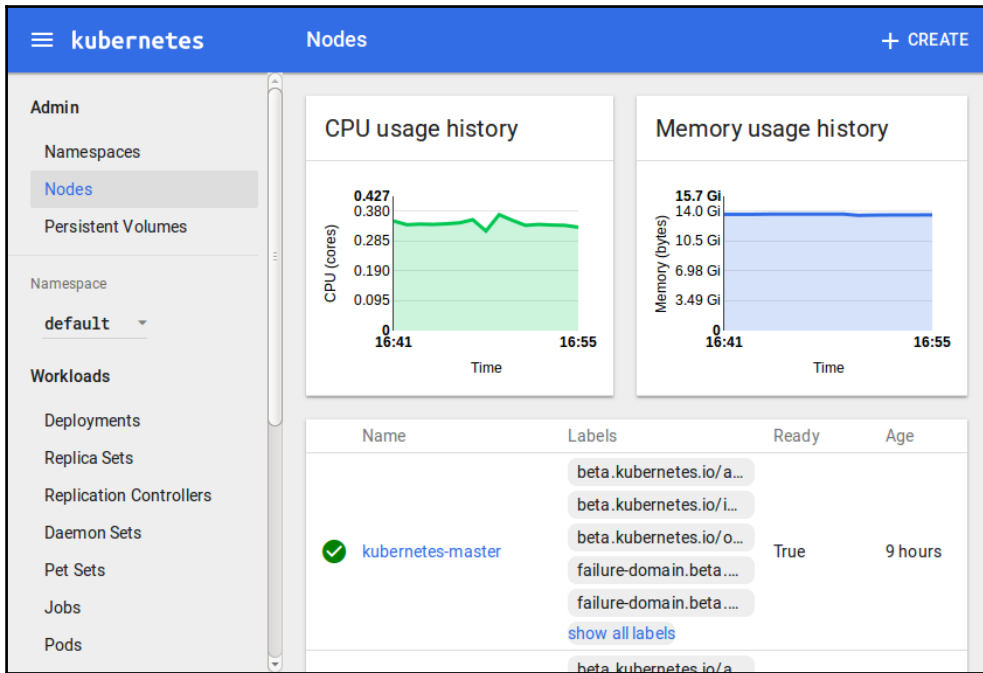 kubernetes
Nodes
+ CREATE
Admin
Namespaces
Nodes
Persistent Volumes
Namespace
default
Workloads
Deployments
Replica Sets
Replication Controllers
Daemon Sets
Pet Sets
Jobs
Pods
CPU usage history
0.427
0.380
0.285
0.190
0.095
0
CPU (cores)
16:41
16:55
Time
Memory usage history
15.7 Gi
14.0 Gi
10.5 Gi
6.98 Gi
3.49 Gi
0
Memory (bytes)
16:41
16:55
Time
Name Labels Ready Age
beta.kubernetes.io/a...
beta.kubernetes.io/i...
beta.kubernetes.io/o...
kubernetes-master True 9 hours
failure-domain.beta....
failure-domain.beta....
show all labels
beta.kubernetes.io/a...